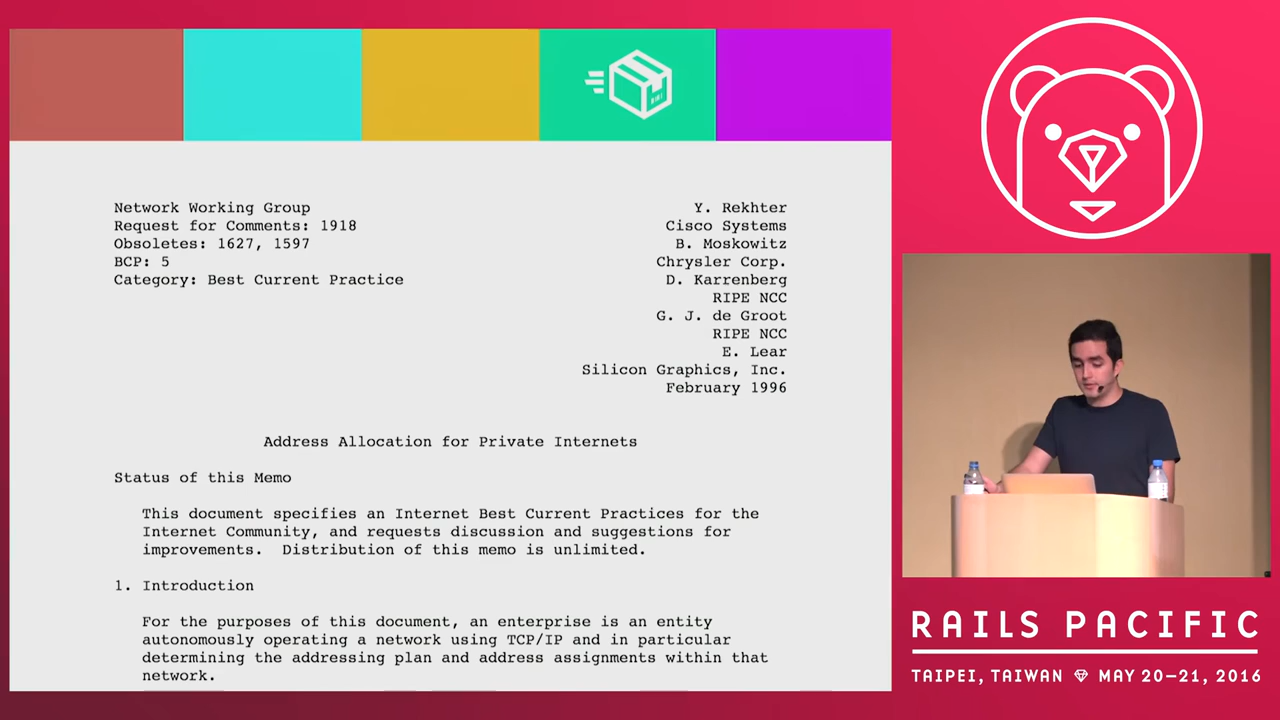 Network Working Group Y. Rekhter
Request for Comments: 1918 Cisco Systems
Obsoletes: 1627, 1597 B. Moskowitz
BCP: 5 Chrysler Corp.
Category: Best Current Practice D. Karrenberg
RIPE NCC
G. J. de Groot
RIPE NCC
E. Lear
Silicon Graphics, Inc.
February 1996
Address Allocation for Private Internets
Status of this Memo
This document specifies an Internet Best Current Practices for the
Internet Community, and requests discussion and suggestions for
improvements. Distribution of this memo is unlimited.
1. Introduction
For the purposes of this document, an enterprise is an entity
autonomously operating a network using TCP/IP and in particular
determining the addressing plan and address assignments within that
network.
RAILS PACIFIC
TAIPEI, TAIWAN MAY 20–21, 2016